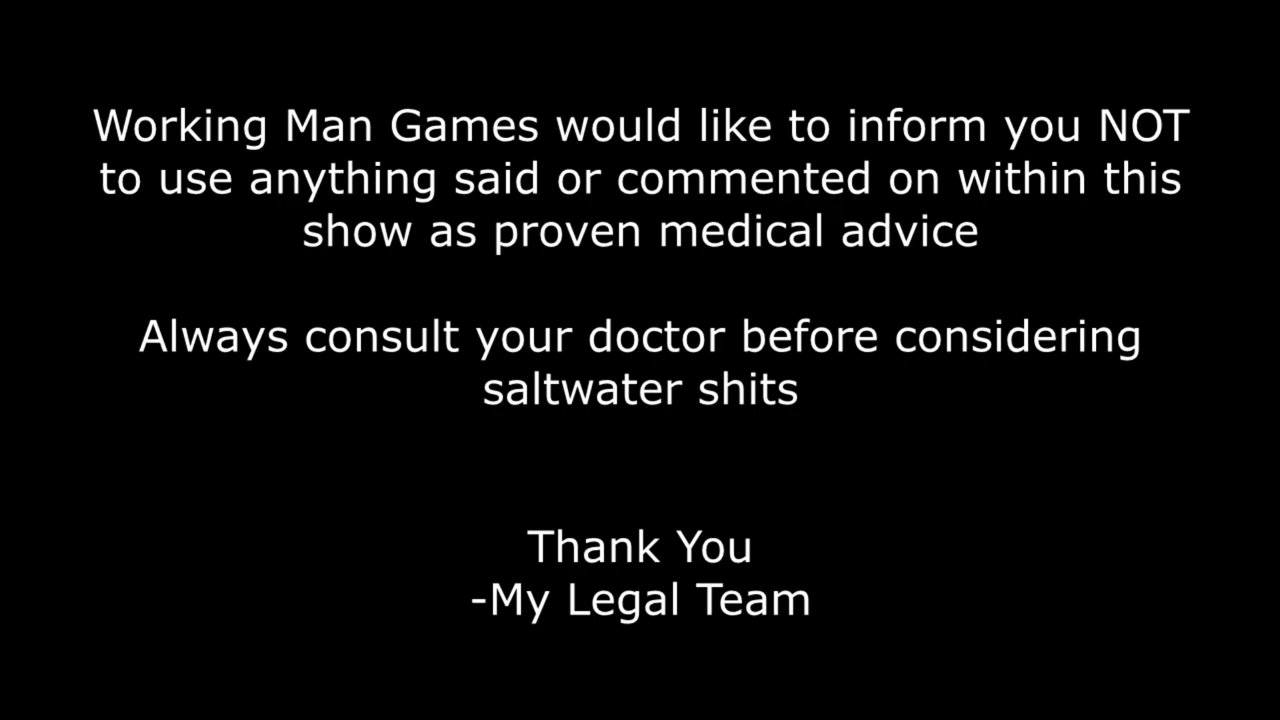 Working Man Games would like to inform you NOT
to use anything said or commented on within this
show as proven medical advice
Always consult your doctor before considering
saltwater shits
Thank You
-My Legal Team